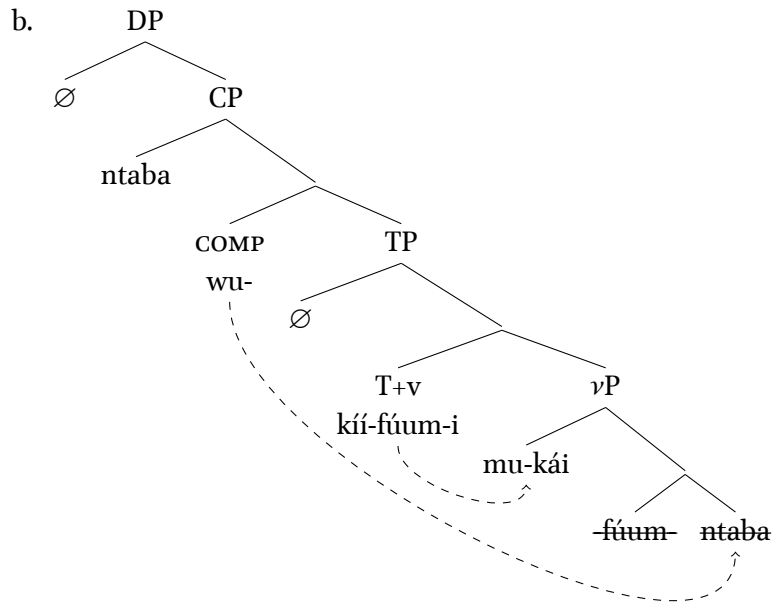 b.
DP
∅
CP
ntaba
COMP
TP
wu-
∅
T+v
vP
kíí-fúum-i
mu-kái
-fúum-
ntaba